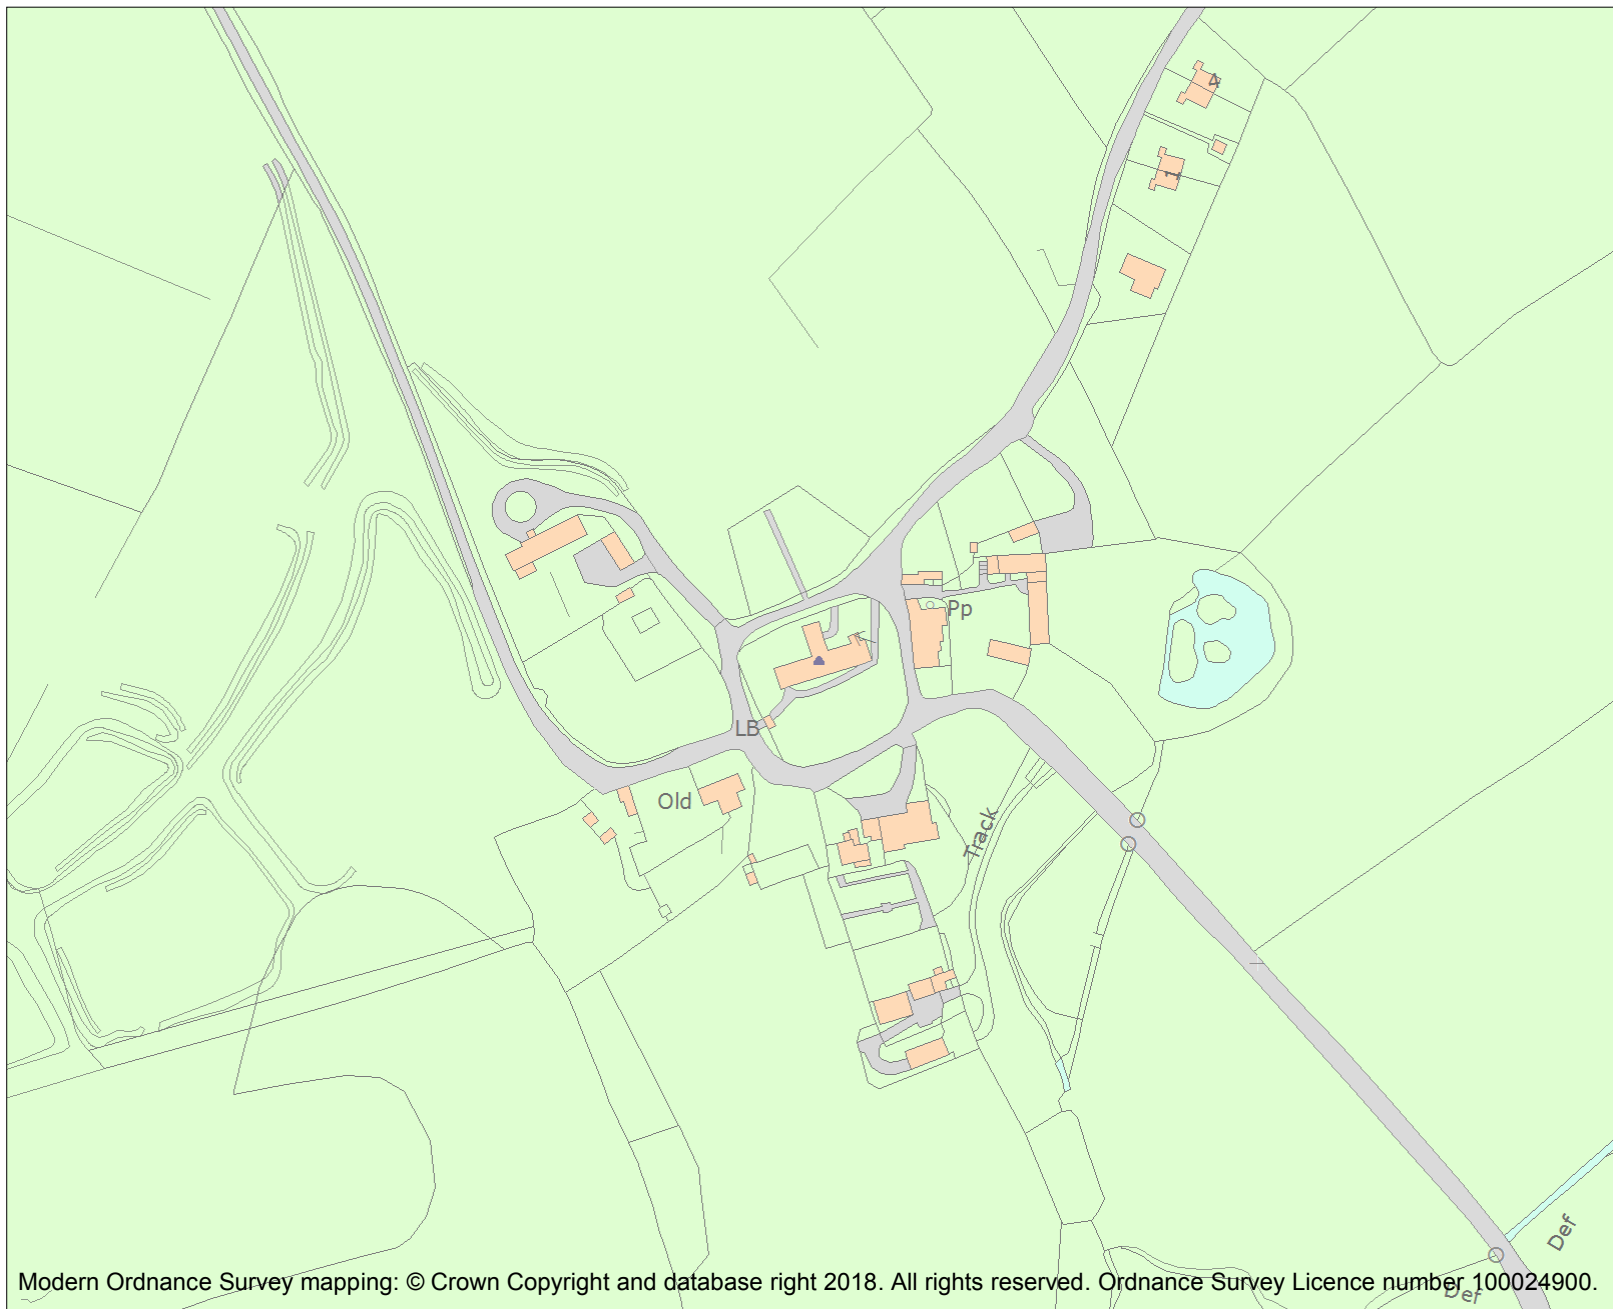 4
1
Pp
LB
Old
Track
Def
Def
Modern Ordnance Survey mapping: © Crown Copyright and database right 2018. All rights reserved. Ordnance Survey Licence number 100024900.